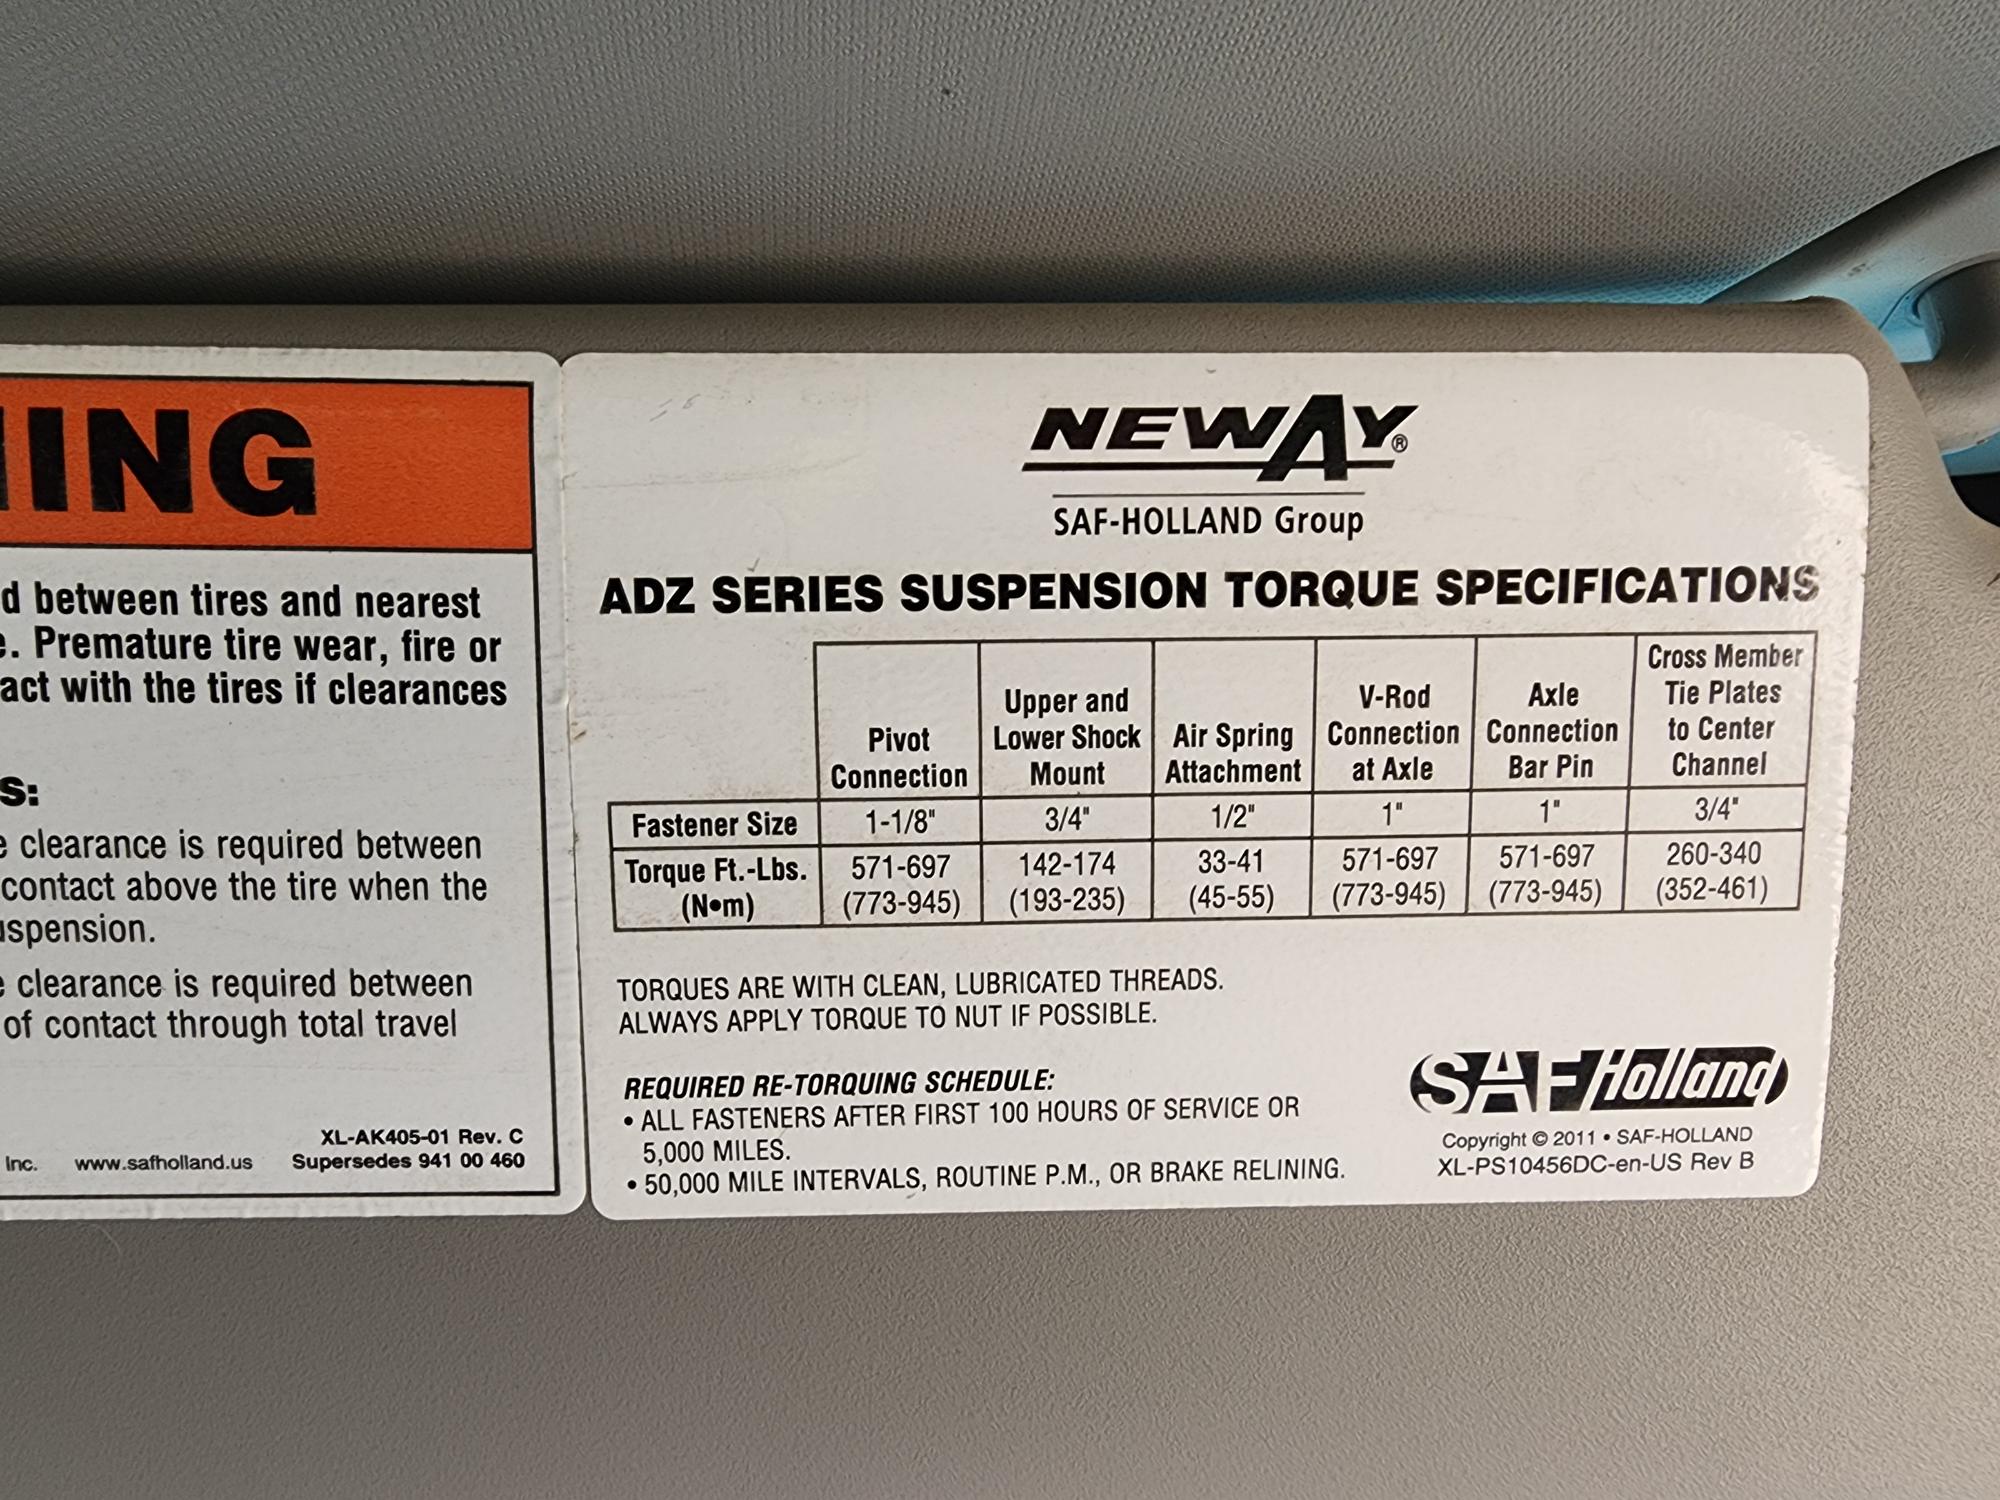 ING
d between tires and nearest
e. Premature tire wear, fire or
act with the tires if clearances
S:
e clearance is required between
contact above the tire when the
uspension.
e clearance is required between
of contact through total travel
XL-AK405-01 Rev. C
Inc. www.safholland.us Supersedes 941 00 460
NEWAY®
SAF-HOLLAND Group
ADZ SERIES SUSPENSION TORQUE SPECIFICATIONS
Pivot Connection
Upper and Lower Shock Mount
Air Spring Attachment
V-Rod Connection at Axle
Axle Connection Bar Pin
Cross Member Tie Plates to Center Channel
Fastener Size 1-1/8" 3/4" 1/2" 1" 1" 3/4"
Torque Ft.-Lbs. 571-697 142-174 33-41 571-697 571-697 260-340
(N•m) (773-945) (193-235) (45-55) (773-945) (773-945) (352-461)
TORQUES ARE WITH CLEAN, LUBRICATED THREADS.
ALWAYS APPLY TORQUE TO NUT IF POSSIBLE.
REQUIRED RE-TORQUING SCHEDULE:
• ALL FASTENERS AFTER FIRST 100 HOURS OF SERVICE OR
5,000 MILES.
• 50,000 MILE INTERVALS, ROUTINE P.M., OR BRAKE RELINING.
SAF Holland
Copyright © 2011 • SAF-HOLLAND
XL-PS10456DC-en-US Rev B